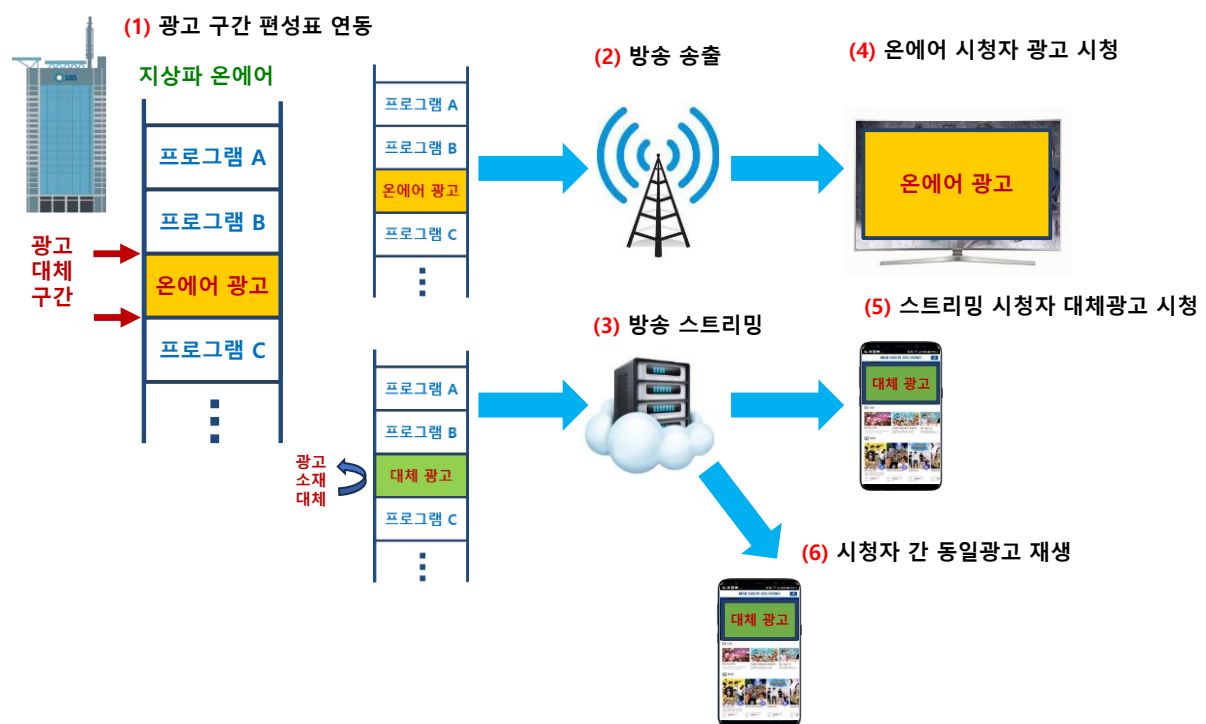 (1) 광고 구간 편성표 연동
SBS
지상파 온에어
프로그램 A
프로그램 B
온에어 광고
프로그램 C
광고
대체
구간
프로그램 A
프로그램 B
온에어 광고
프로그램 C
(2) 방송 송출
(4) 온에어 시청자 광고 시청
온에어 광고
프로그램 A
프로그램 B
대체 광고
프로그램 C
광고
소재
대체
(3) 방송 스트리밍
(5) 스트리밍 시청자 대체광고 시청
대체 광고
(6) 시청자 간 동일광고 재생
대체 광고